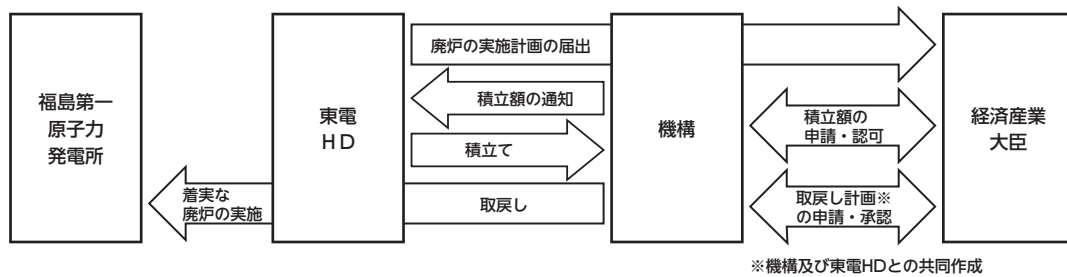 福島第一
原子力
発電所
東電
HD
機構
経済産業
大臣
廃炉の実施計画の届出
積立額の通知
積立て
取戻し
着実な
廃炉の実施
積立額の
申請・認可
取戻し計画※
の申請・承認
※機構及び東電HDとの共同作成